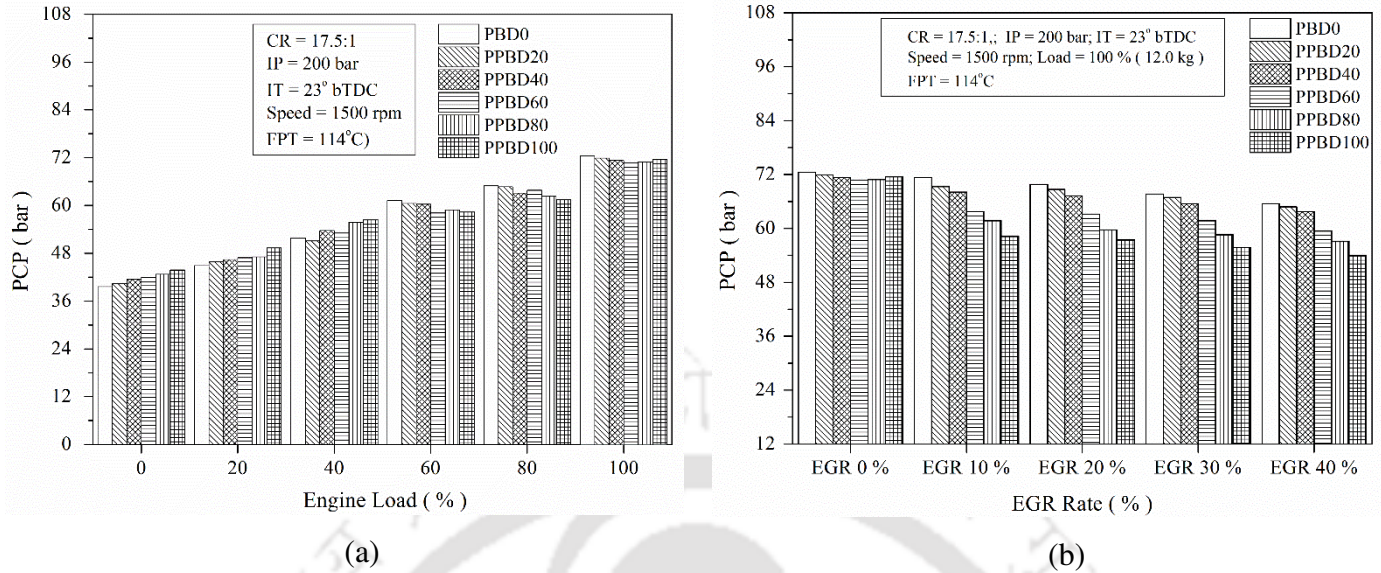 108
96
84
72
60
48
36
24
12
0
PCP ( bar )
CR = 17.5:1
IP = 200 bar
IT = 23° bTDC
Speed = 1500 rpm
FPT = 114°C)
PBD0
PPBD20
PPBD40
PPBD60
PPBD80
PPBD100
0 20 40 60 80 100
Engine Load ( % )
(a)
108
96
84
72
60
48
36
24
12
PCP ( bar )
CR = 17.5:1,; IP = 200 bar; IT = 23° bTDC
Speed = 1500 rpm; Load = 100 % ( 12.0 kg )
FPT = 114°C
PBD0
PPBD20
PPBD40
PPBD60
PPBD80
PPBD100
EGR 0 % EGR 10 % EGR 20 % EGR 30 % EGR 40 %
EGR Rate ( % )
(b)